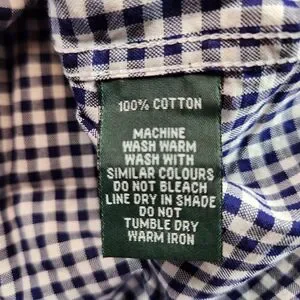 100% COTTON
MACHINE
WASH WARM
WASH WITH
SIMILAR COLOURS
DO NOT BLEACH
LINE DRY IN SHADE
DO NOT
TUMBLE DRY
WARM IRON